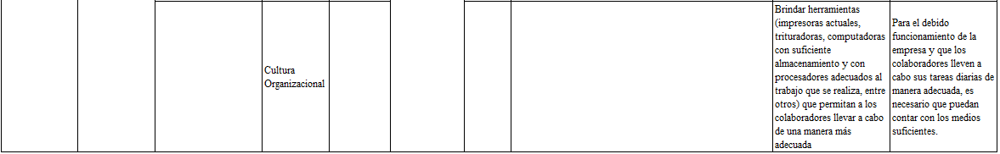 Cultura
Organizacional
Brindar herramientas
(impresoras actuales,
trituradoras, computadoras
con suficiente
almacenamiento y con
procesadores adecuados al
trabajo que se realiza, entre
otros) que permitan a los
colaboradores llevar a cabo
de una manera más
adecuada
Para el debido
funcionamiento de la
empresa y que los
colaboradores lleven a
cabo sus tareas diarias de
manera adecuada, es
necesario que puedan
contar con los medios
suficientes.